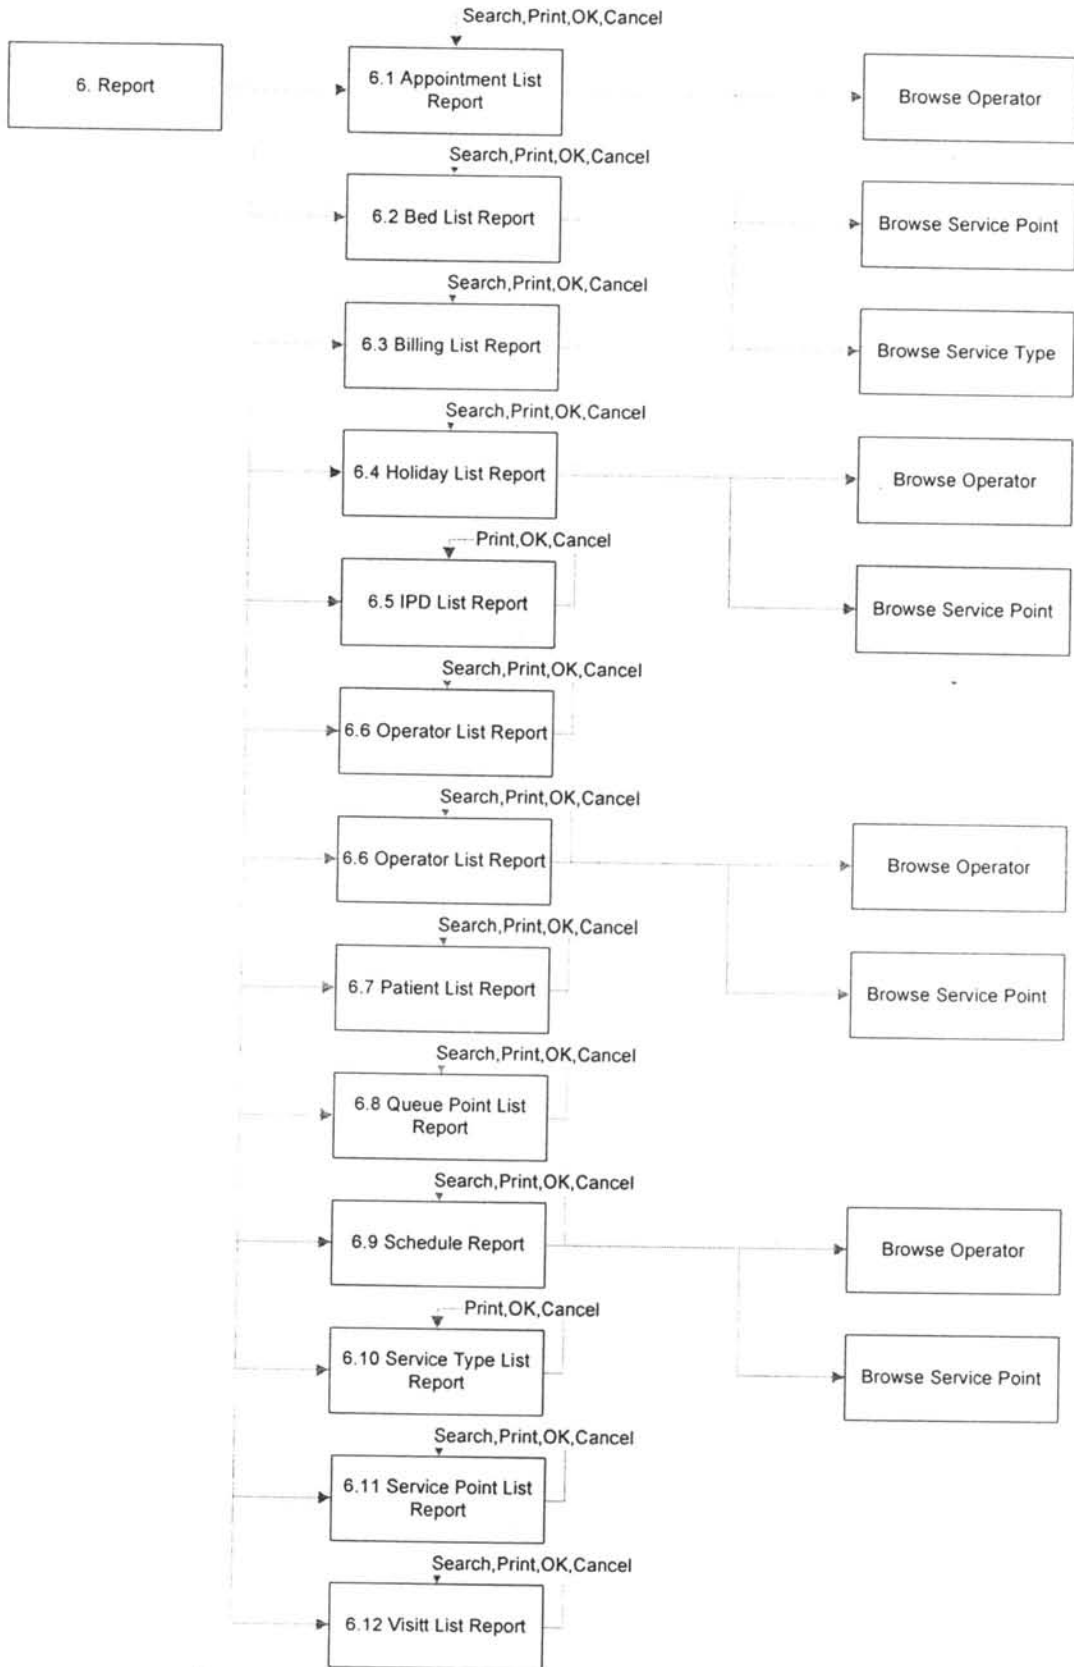 Search,Print,OK,Cancel
6. Report
6.1 Appointment List
Report
Browse Operator
Search,Print,OK,Cancel
6.2 Bed List Report
Browse Service Point
Search,Print,OK,Cancel
6.3 Billing List Report
Browse Service Type
Search,Print,OK,Cancel
6.4 Holiday List Report
Browse Operator
Print,OK,Cancel
6.5 IPD List Report
Browse Service Point
Search,Print,OK,Cancel
6.6 Operator List Report
Search,Print,OK,Cancel
6.6 Operator List Report
Browse Operator
Search,Print,OK,Cancel
6.7 Patient List Report
Browse Service Point
Search,Print,OK,Cancel
6.8 Queue Point List
Report
Search,Print,OK,Cancel
6.9 Schedule Report
Browse Operator
Print,OK,Cancel
6.10 Service Type List
Report
Browse Service Point
Search,Print,OK,Cancel
6.11 Service Point List
Report
Search,Print,OK,Cancel
6.12 Visitt List Report